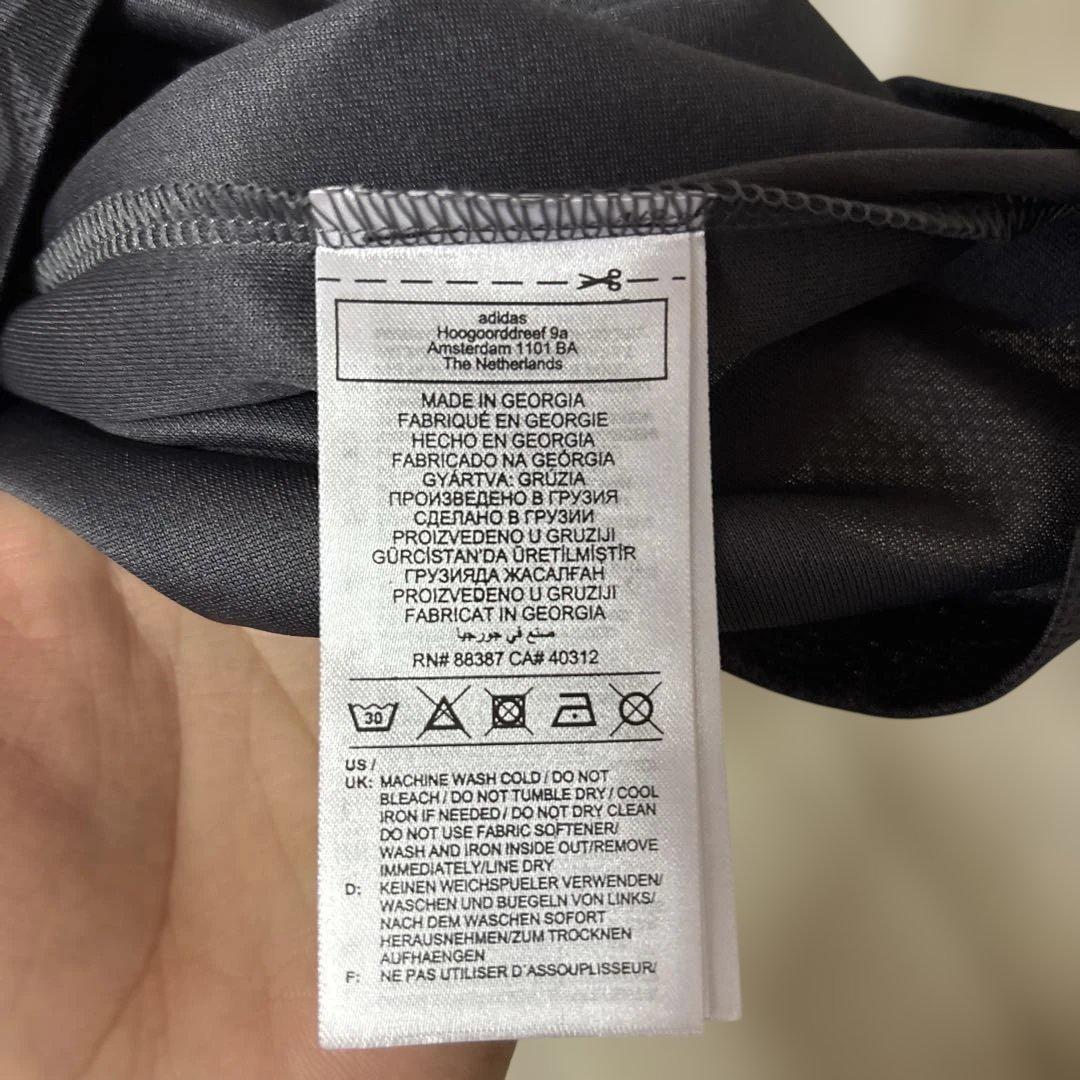 adidas
Hoogoorddreef 9a
Amsterdam 1101 BA
The Netherlands
MADE IN GEORGIA
FABRIQUÉ EN GEORGIE
HECHO EN GEORGIA
FABRICADO NA GEÓRGIA
GYÁRTVA: GRÚZIA
ПРОИЗВЕДЕНО В ГРУЗИЯ
СДЕЛАНО В ГРУЗИИ
PROIZVEDENO U GRUZIJI
GÜRCİSTAN'DA ÜRETİLMİŞTİR
ГРУЗИЯДА ЖАСАЛҒАН
PROIZVEDENO U GRUZIJI
FABRICAT IN GEORGIA
صنع في جورجيا
RN# 88387 CA# 40312
30
US /
UK: MACHINE WASH COLD / DO NOT
BLEACH / DO NOT TUMBLE DRY / COOL
IRON IF NEEDED / DO NOT DRY CLEAN
DO NOT USE FABRIC SOFTENER/
WASH AND IRON INSIDE OUT/REMOVE
IMMEDIATELY/LINE DRY
D: KEINEN WEICHSPUELER VERWENDEN/
WASCHEN UND BUEGELN VON LINKS/
NACH DEM WASCHEN SOFORT
HERAUSNEHMEN/ZUM TROCKNEN
AUFHAENGEN
F: NE PAS UTILISER D'ASSOUPLISSEUR/